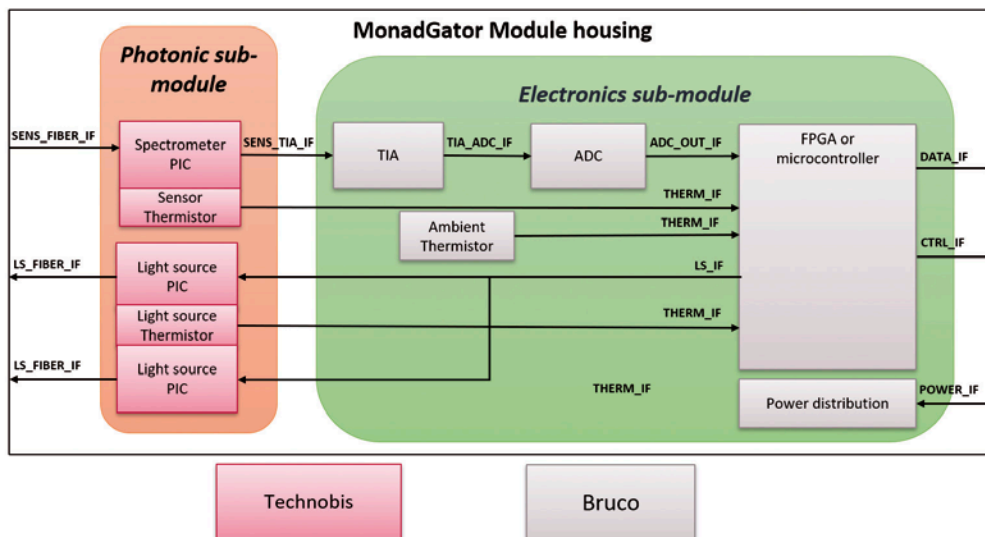 MonadGator Module housing
Photonic sub-
module
Electronics sub-module
SENS_FIBER_IF
Spectrometer
PIC
SENS_TIA_IF
TIA
TIA_ADC_IF
ADC
ADC_OUT_IF
FPGA or
microcontroller
DATA_IF
Sensor
Thermistor
THERM_IF
Ambient
Thermistor
THERM_IF
CTRL_IF
LS_FIBER_IF
Light source
PIC
LS_IF
Light source
Thermistor
THERM_IF
LS_FIBER_IF
Light source
PIC
THERM_IF
Power distribution
POWER_IF
Technobis
Bruco